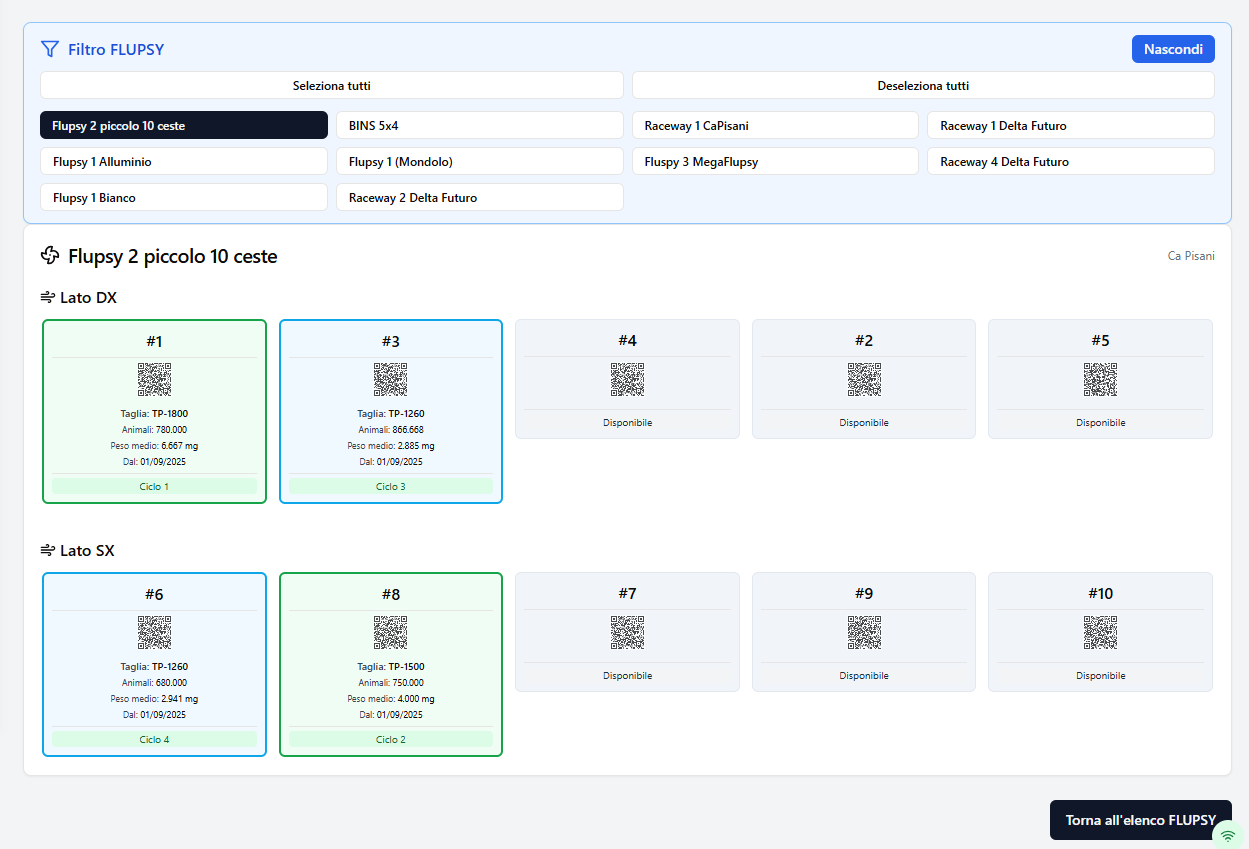 Filtro FLUPSY
Nascondi
Seleziona tutti
Deseleziona tutti
Flupsy 2 piccolo 10 ceste
BINS 5x4
Raceway 1 CaPisani
Raceway 1 Delta Futuro
Flupsy 1 Alluminio
Flupsy 1 (Mondolo)
Fluspy 3 MegaFlupsy
Raceway 4 Delta Futuro
Flupsy 1 Bianco
Raceway 2 Delta Futuro
Flupsy 2 piccolo 10 ceste
Ca Pisani
Lato DX
#1
Taglia: TP-1800
Animali: 780.000
Peso medio: 6.667 mg
Dal: 01/09/2025
Ciclo 1
#3
Taglia: TP-1260
Animali: 866.668
Peso medio: 2.885 mg
Dal: 01/09/2025
Ciclo 3
#4
Disponibile
#2
Disponibile
#5
Disponibile
Lato SX
#6
Taglia: TP-1260
Animali: 680.000
Peso medio: 2.941 mg
Dal: 01/09/2025
Ciclo 4
#8
Taglia: TP-1500
Animali: 750.000
Peso medio: 4.000 mg
Dal: 01/09/2025
Ciclo 2
#7
Disponibile
#9
Disponibile
#10
Disponibile
Torna all'elenco FLUPSY